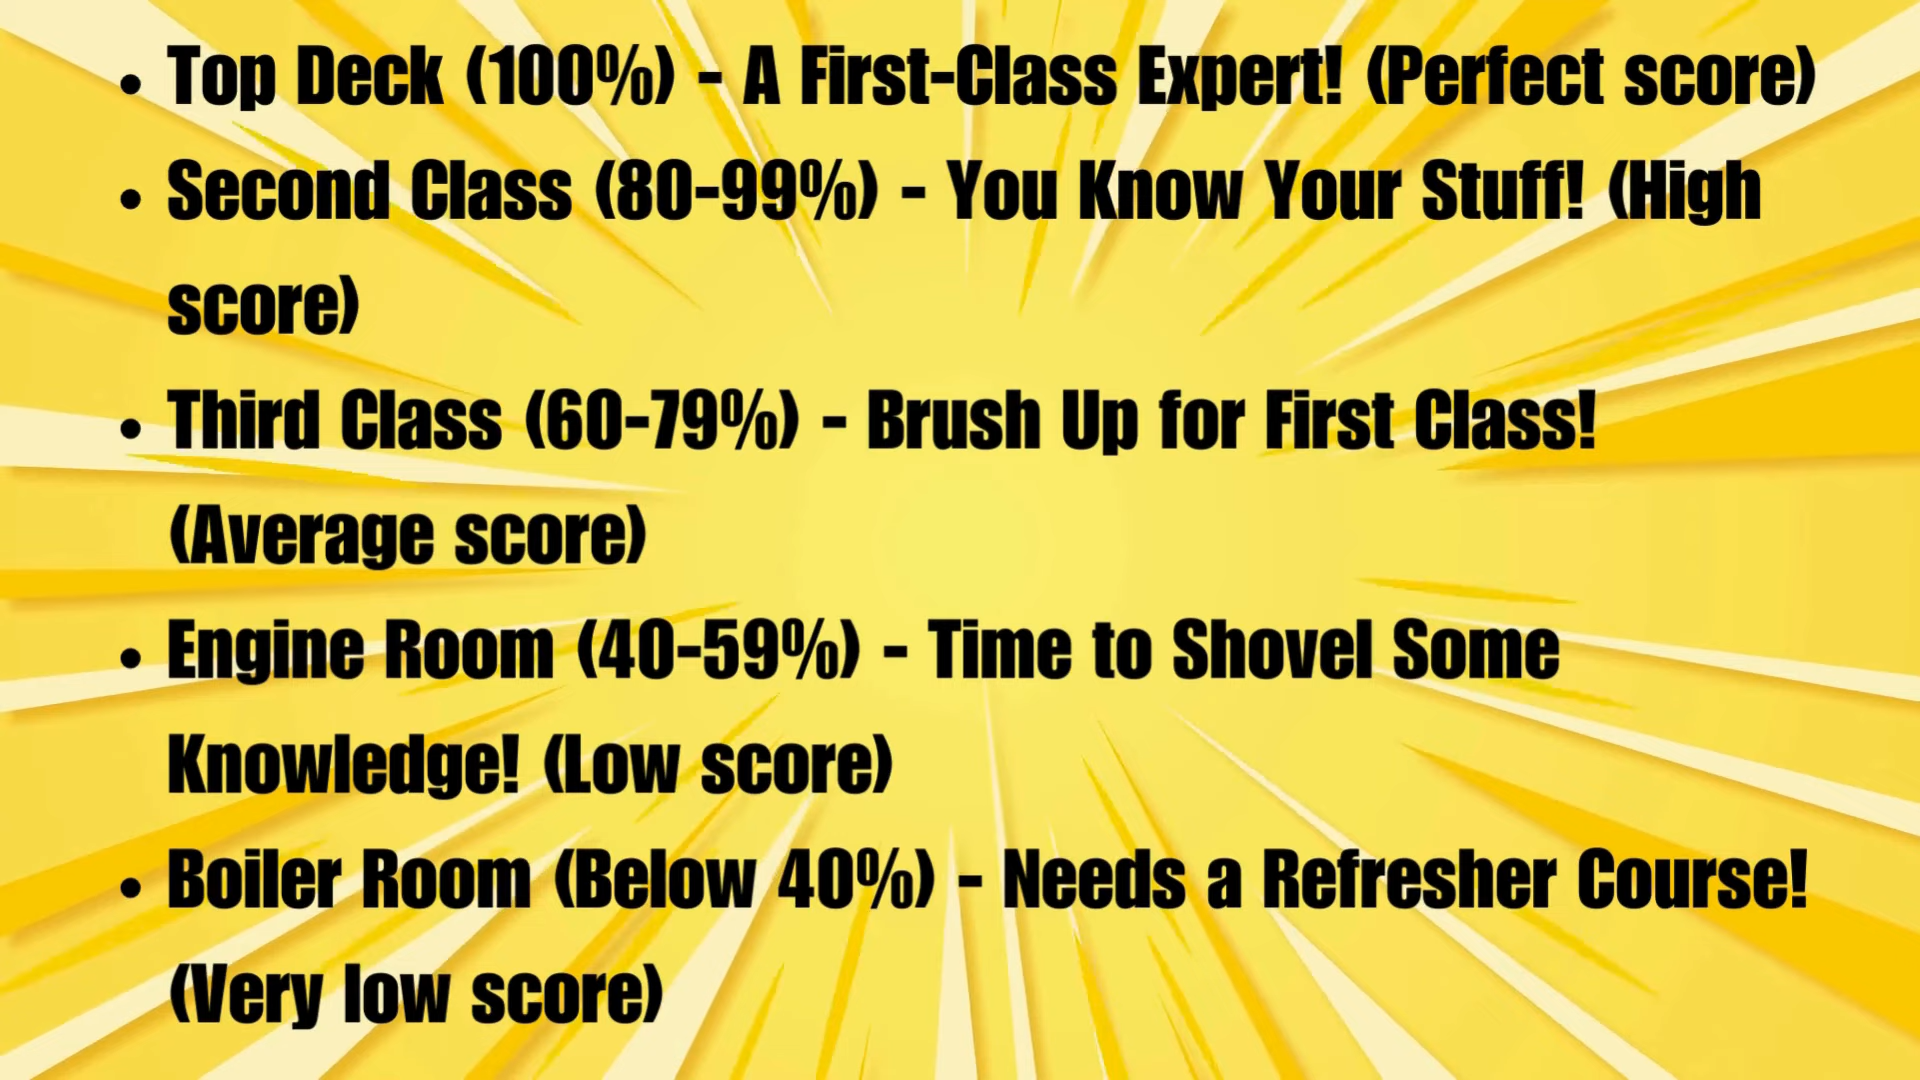 • Top Deck (100%) - A First-Class Expert! (Perfect score)
• Second Class (80-99%) - You Know Your Stuff! (High
score)
• Third Class (60-79%) - Brush Up for First Class!
(Average score)
• Engine Room (40-59%) - Time to Shovel Some
Knowledge! (Low score)
• Boiler Room (Below 40%) - Needs a Refresher Course!
(Very low score)